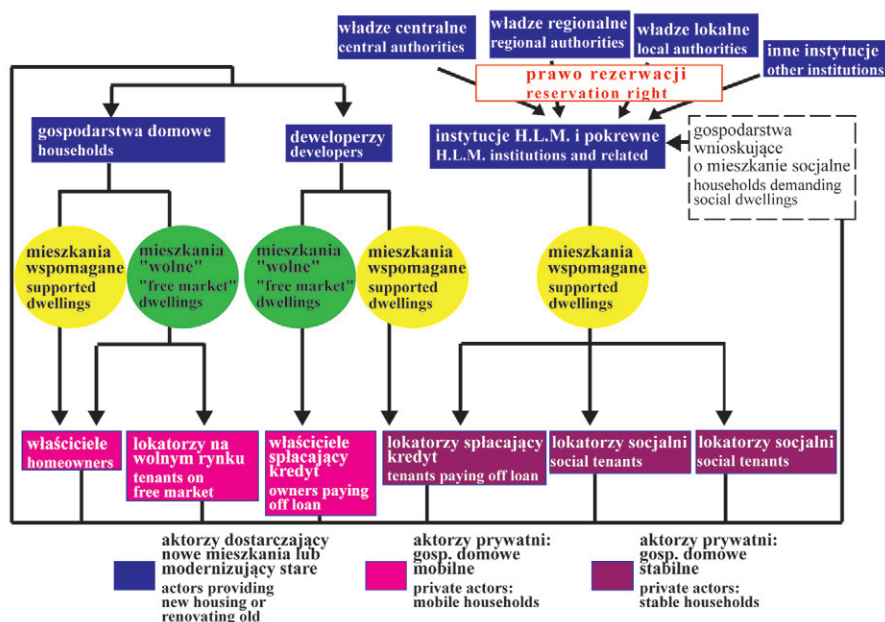 władze centralne
central authorities
władze regionalne
regional authorities
władze lokalne
local authorities
inne instytucje
other institutions
prawo rezerwacji
reservation right
gospodarstwa domowe
households
deweloperzy
developers
instytucje H.L.M. i pokrewne
H.L.M. institutions and related
gospodarstwa
wnioskujące
o mieszkanie socjalne
households demanding
social dwellings
mieszkania
wspomagane
supported
dwellings
mieszkania
"wolne"
"free market"
dwellings
mieszkania
"wolne"
"free market"
dwellings
mieszkania
wspomagane
supported
dwellings
mieszkania
wspomagane
supported
dwellings
właściciele
homeowners
lokatorzy na
wolnym rynku
tenants on
free market
właściciele
spłacający
kredyt
owners paying
off loan
lokatorzy spłacający
kredyt
tenants paying off loan
lokatorzy socjalni
social tenants
lokatorzy socjalni
social tenants
aktorzy dostarczający
nowe mieszkania lub
modernizujący stare
actors providing
new housing or
renovating old
aktorzy prywatni:
gosp. domowe
mobilne
private actors:
mobile households
aktorzy prywatni:
gosp. domowe
stabilne
private actors:
stable households